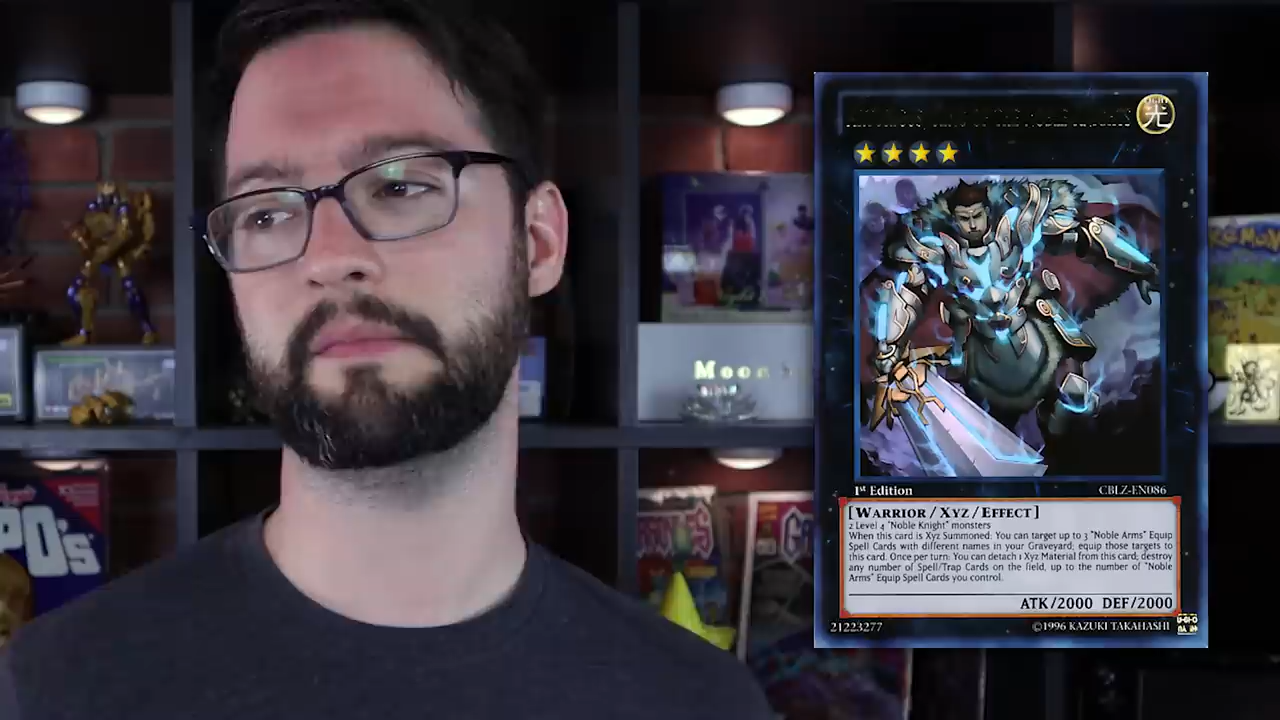 PO's
Moon
光
1st Edition
CBLZ-EN086
[WARRIOR / XYZ / EFFECT]
2 Level 4 "Noble Knight" monsters
When this card is Xyz Summoned: You can target up to 3 "Noble Arms" Equip
Spell Cards with different names in your Graveyard; equip those targets to
this card. Once per turn: You can detach 1 Xyz Material from this card; destroy
any number of Spell/Trap Cards on the field, up to the number of "Noble
Arms" Equip Spell Cards you control.
ATK/2000 DEF/2000
21223277
©1996 KAZUKI TAKAHASHI